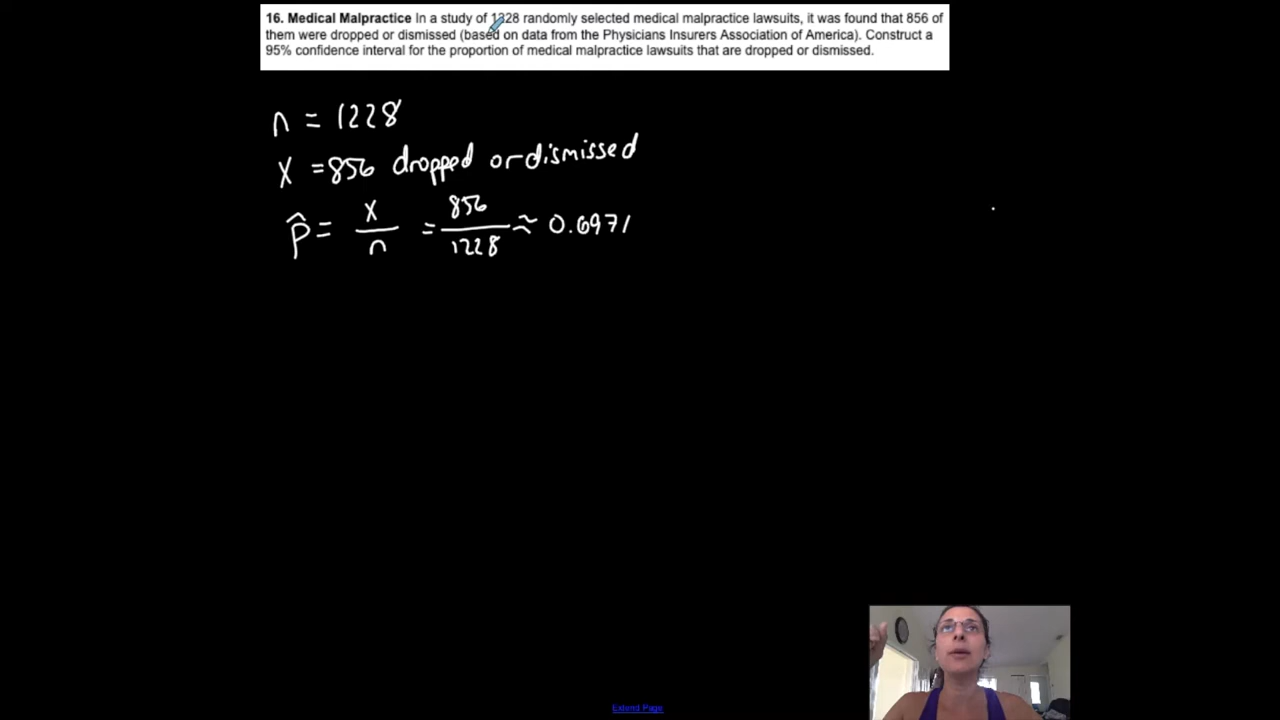 16. Medical Malpractice In a study of 1228 randomly selected medical malpractice lawsuits, it was found that 856 of
them were dropped or dismissed (based on data from the Physicians Insurers Association of America). Construct a
95% confidence interval for the proportion of medical malpractice lawsuits that are dropped or dismissed.
n = 1228
X = 856 dropped or dismissed
p̂ = X/n = 856/1228 ≈ 0.6971
Extend Page